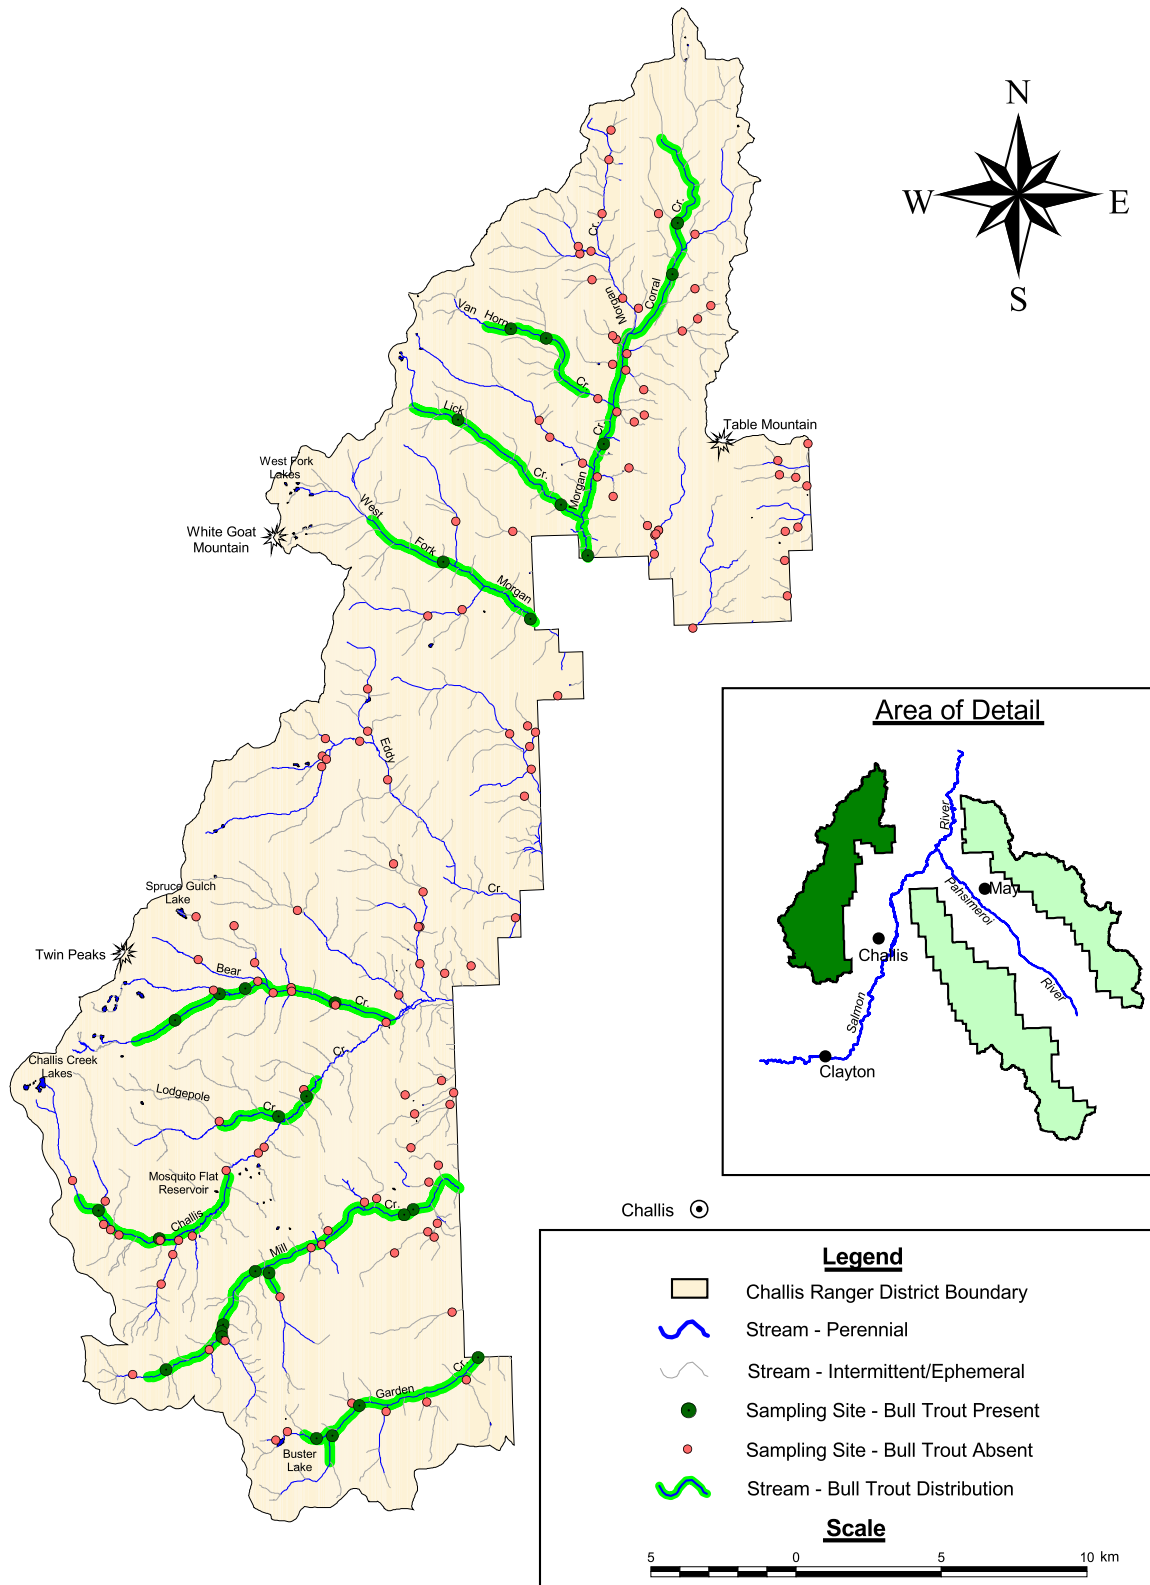 N
W
E
S
Cr.
Cr.
Corral
Morgan
Van Horn
Cr.
Lick
Cr.
Cr.
Morgan
Table Mountain
West Fork
Lakes
White Goat
Mountain
West
Fork
Morgan
Eddy
Cr.
Spruce Gulch
Lake
Twin Peaks
Bear
Cr.
Challis Creek
Lakes
Cr.
Lodgepole
Cr.
Mosquito Flat
Reservoir
Challis
Cr.
Mill
Cr.
Garden
Buster
Lake
Area of Detail
River
May
Pahsimeroi
River
Challis
Salmon
Clayton
Challis
Legend
Challis Ranger District Boundary
Stream - Perennial
Stream - Intermittent/Ephemeral
Sampling Site - Bull Trout Present
Sampling Site - Bull Trout Absent
Stream - Bull Trout Distribution
Scale
5 0 5 10 km